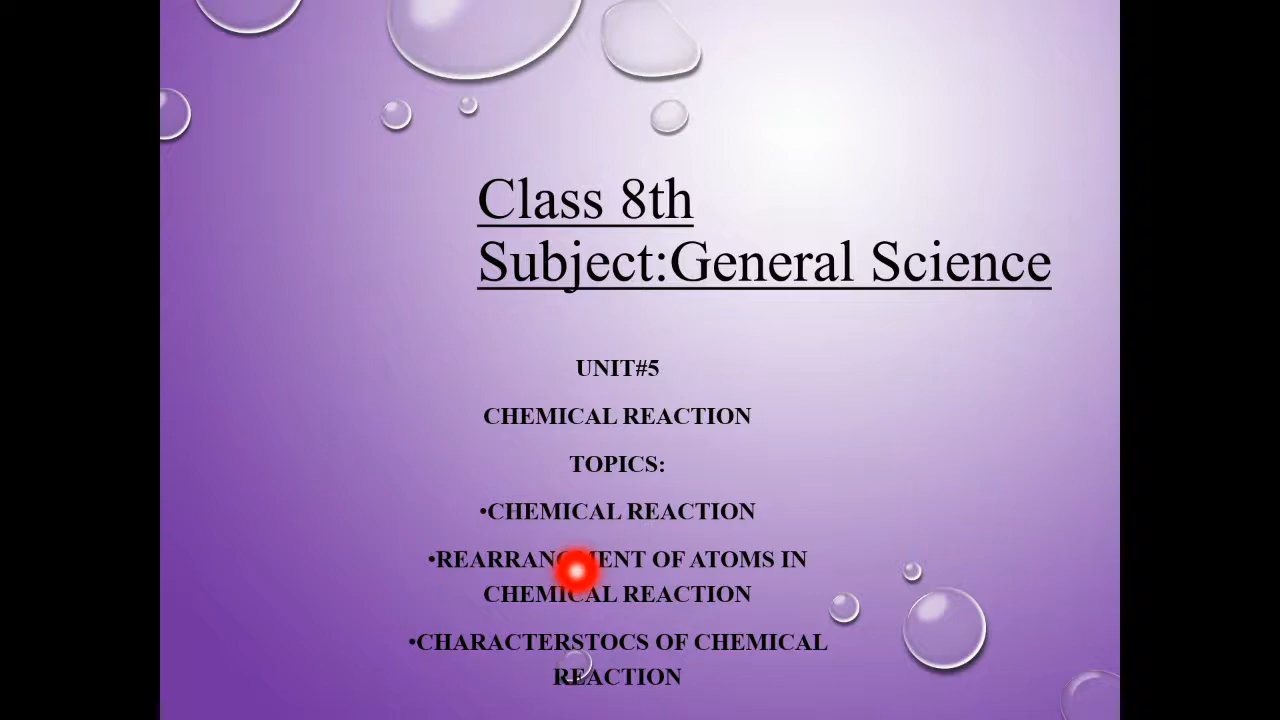 Class 8th
Subject:General Science
UNIT#5
CHEMICAL REACTION
TOPICS:
•CHEMICAL REACTION
OF ATOMS IN
CHEMICAL REACTION
•CHARACTERSTOCS OF CHEMICAL
REACTION